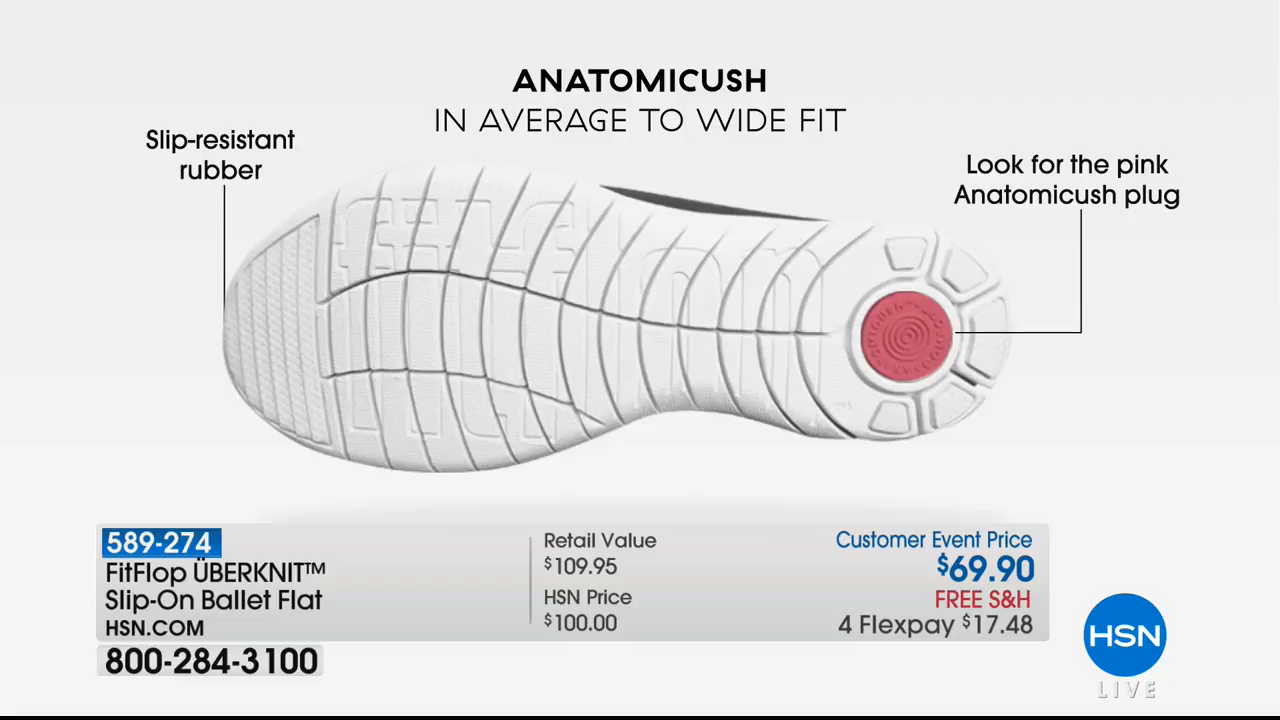 ANATOMICUSH
IN AVERAGE TO WIDE FIT
Slip-resistant
rubber
Look for the pink
Anatomicush plug
589-274
FitFlop ÜBERKNIT™
Slip-On Ballet Flat
HSN.COM
800-284-3100
Retail Value
$109.95
HSN Price
$100.00
Customer Event Price
$69.90
FREE S&H
4 Flexpay $17.48
HSN
LIVE